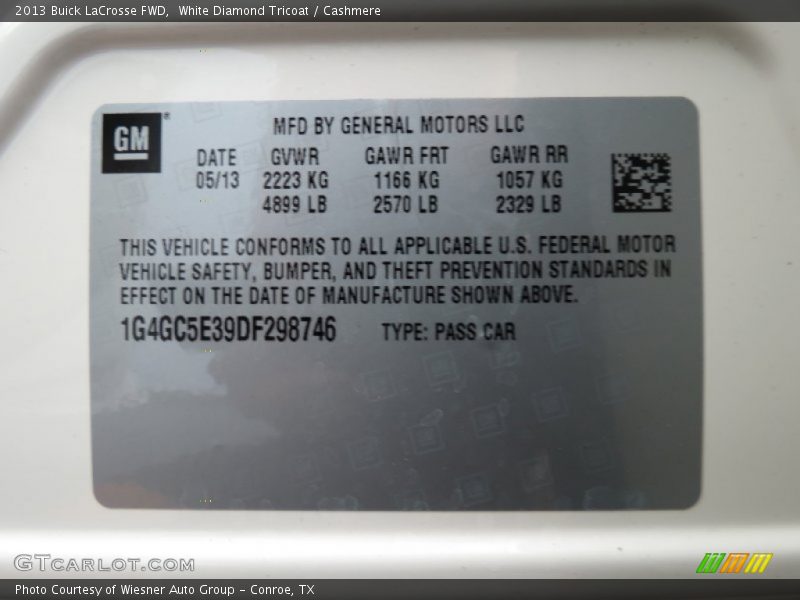 2013 Buick LaCrosse FWD,  White Diamond Tricoat / Cashmere
GM®
MFD BY GENERAL MOTORS LLC
DATE GVWR GAWR FRT GAWR RR
05/13 2223 KG 1166 KG 1057 KG
4899 LB 2570 LB 2329 LB
THIS VEHICLE CONFORMS TO ALL APPLICABLE U.S. FEDERAL MOTOR
VEHICLE SAFETY, BUMPER, AND THEFT PREVENTION STANDARDS IN
EFFECT ON THE DATE OF MANUFACTURE SHOWN ABOVE.
1G4GC5E39DF298746 TYPE: PASS CAR
GTCARLOT.COM
Photo Courtesy of Wiesner Auto Group - Conroe, TX